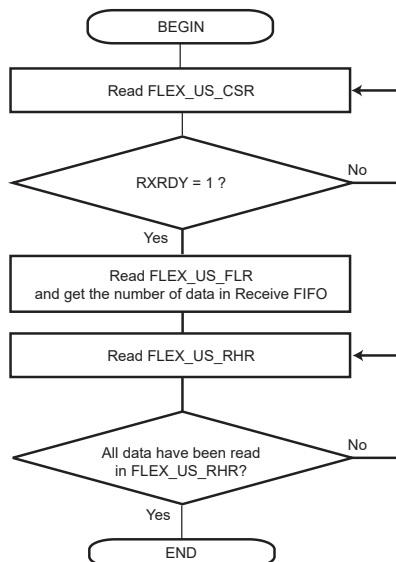 BEGIN
Read FLEX_US_CSR
RXRDY = 1 ?
No
Yes
Read FLEX_US_FLR
and get the number of data in Receive FIFO
Read FLEX_US_RHR
All data have been read
in FLEX_US_RHR?
No
Yes
END